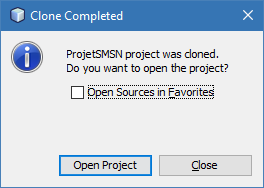 Clone Completed
ProjetSMSN project was cloned.
Do you want to open the project?
Open Sources in Favorites
Open Project
Close